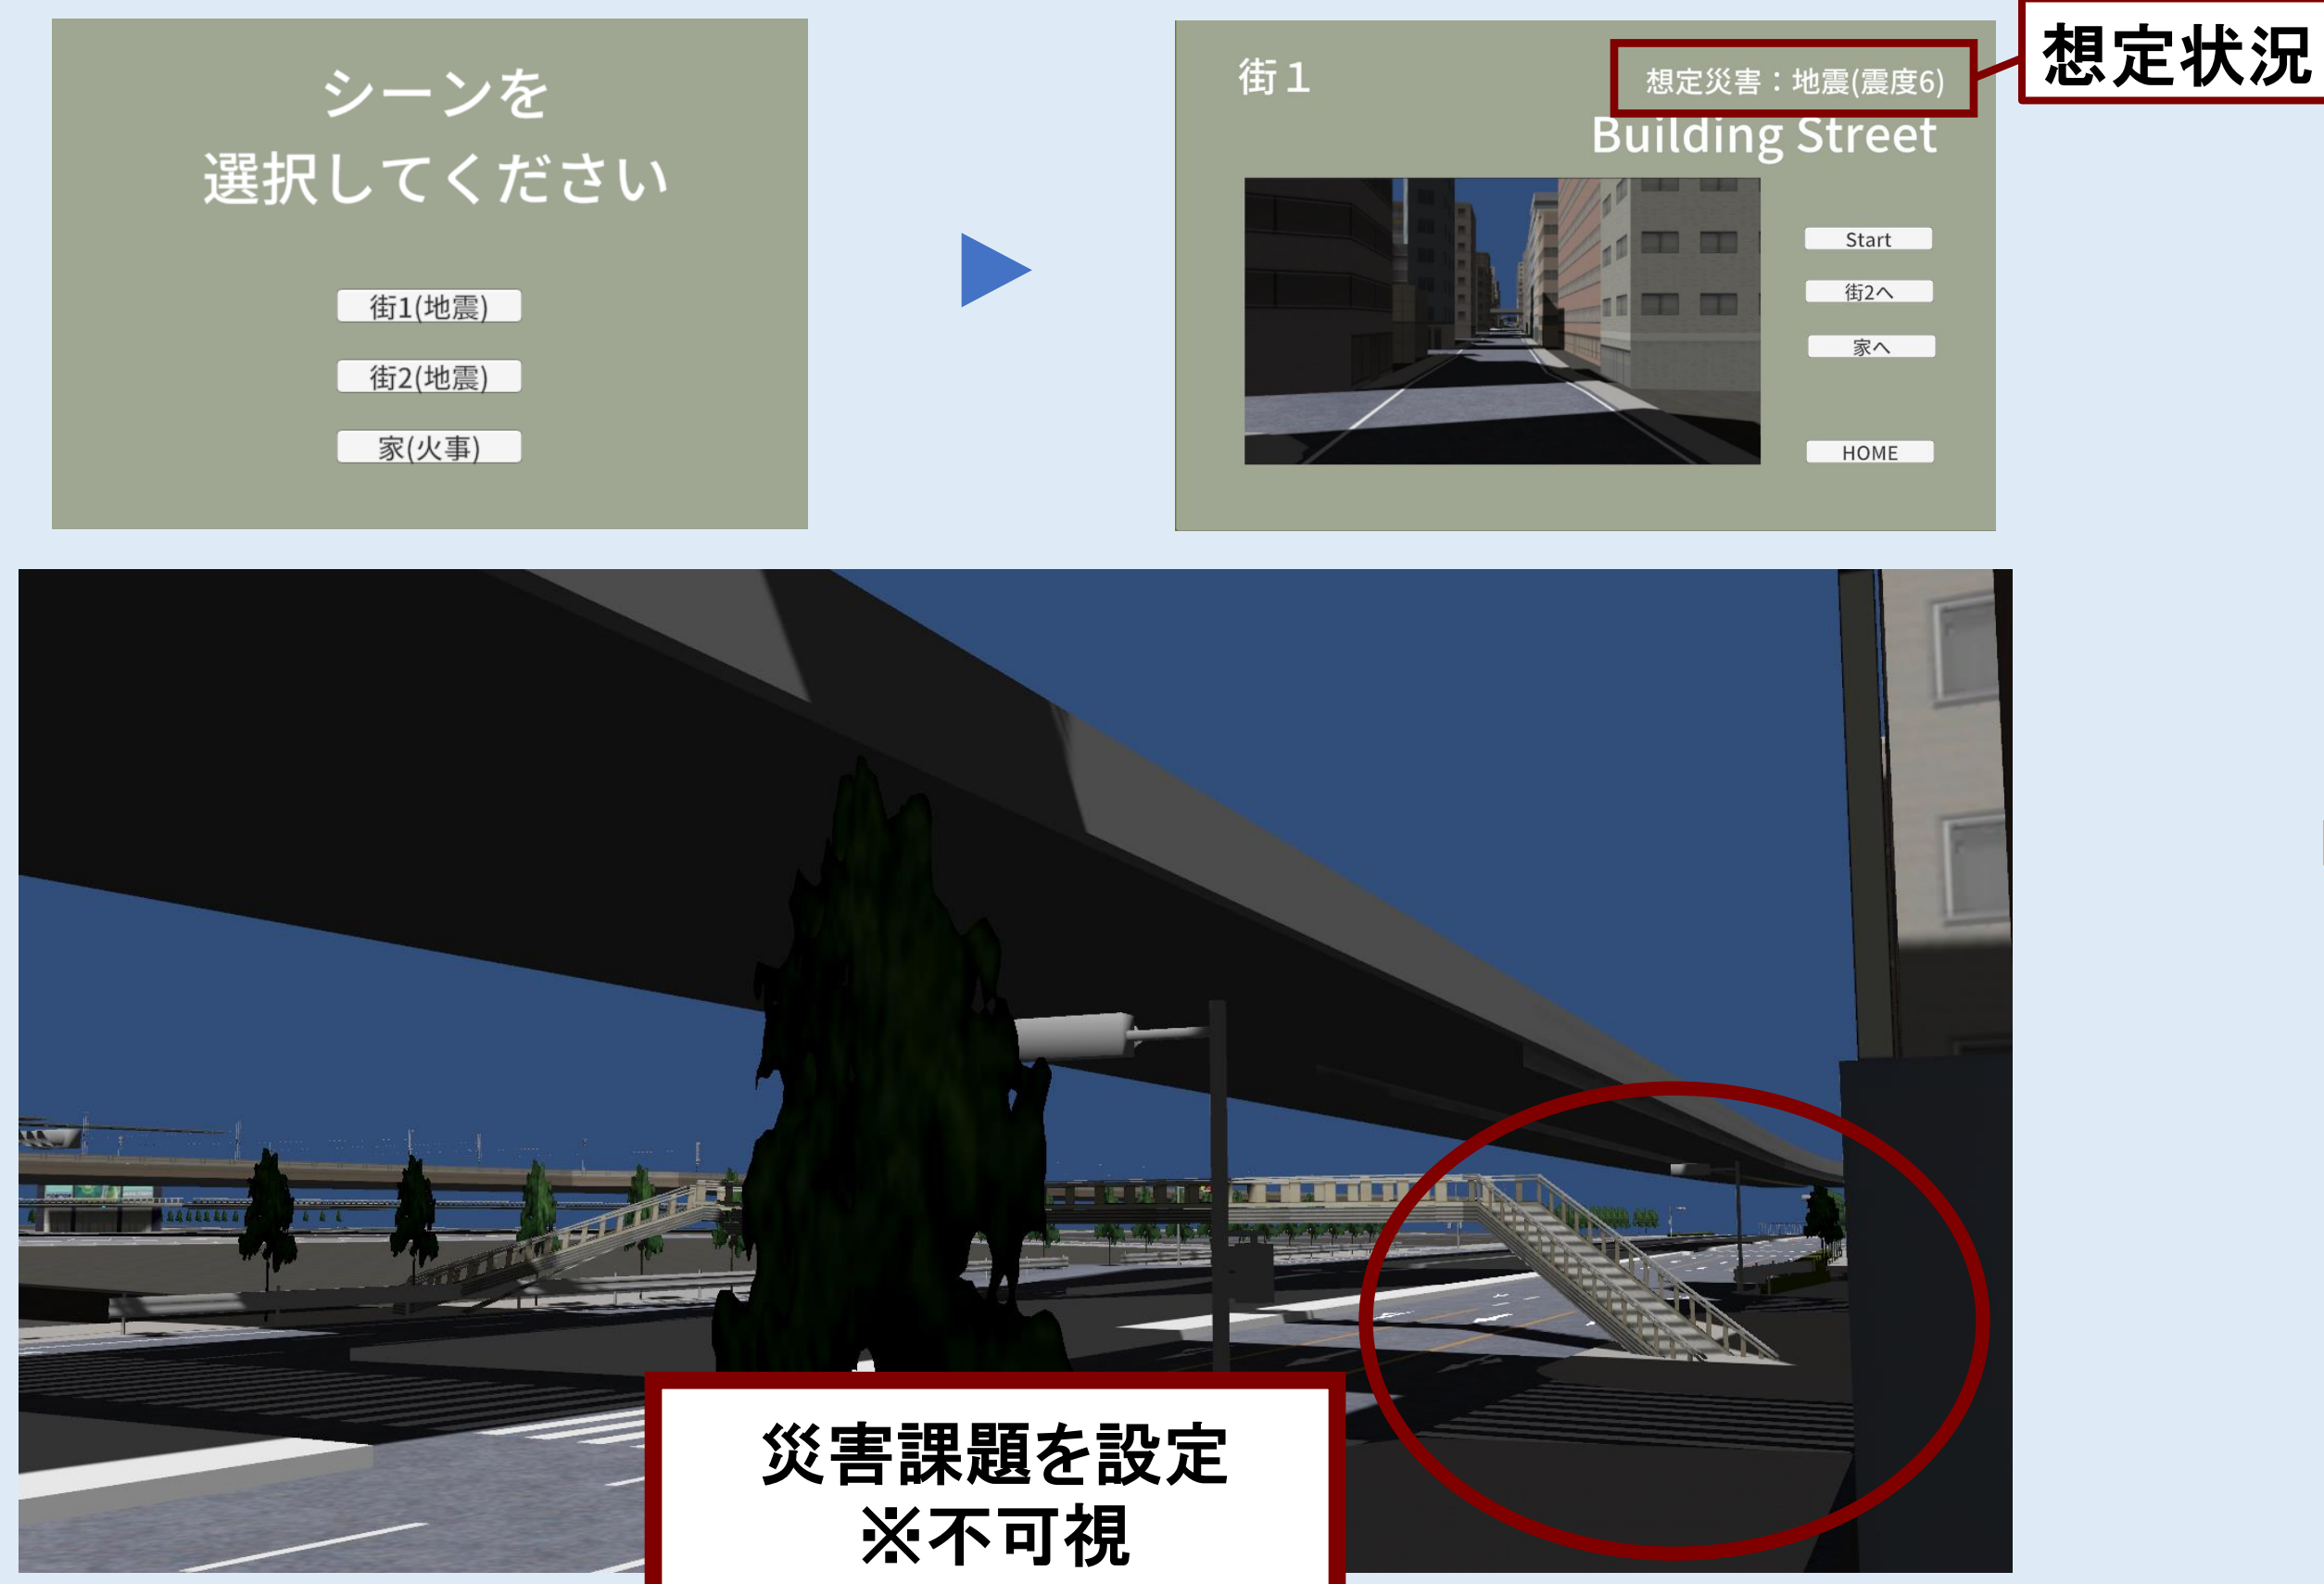 シーンを
選択してください
街1(地震)
街2(地震)
家(火事)
街１
想定災害：地震(震度6)
Building Street
Start
街2へ
家へ
HOME
想定状況
災害課題を設定
※不可視